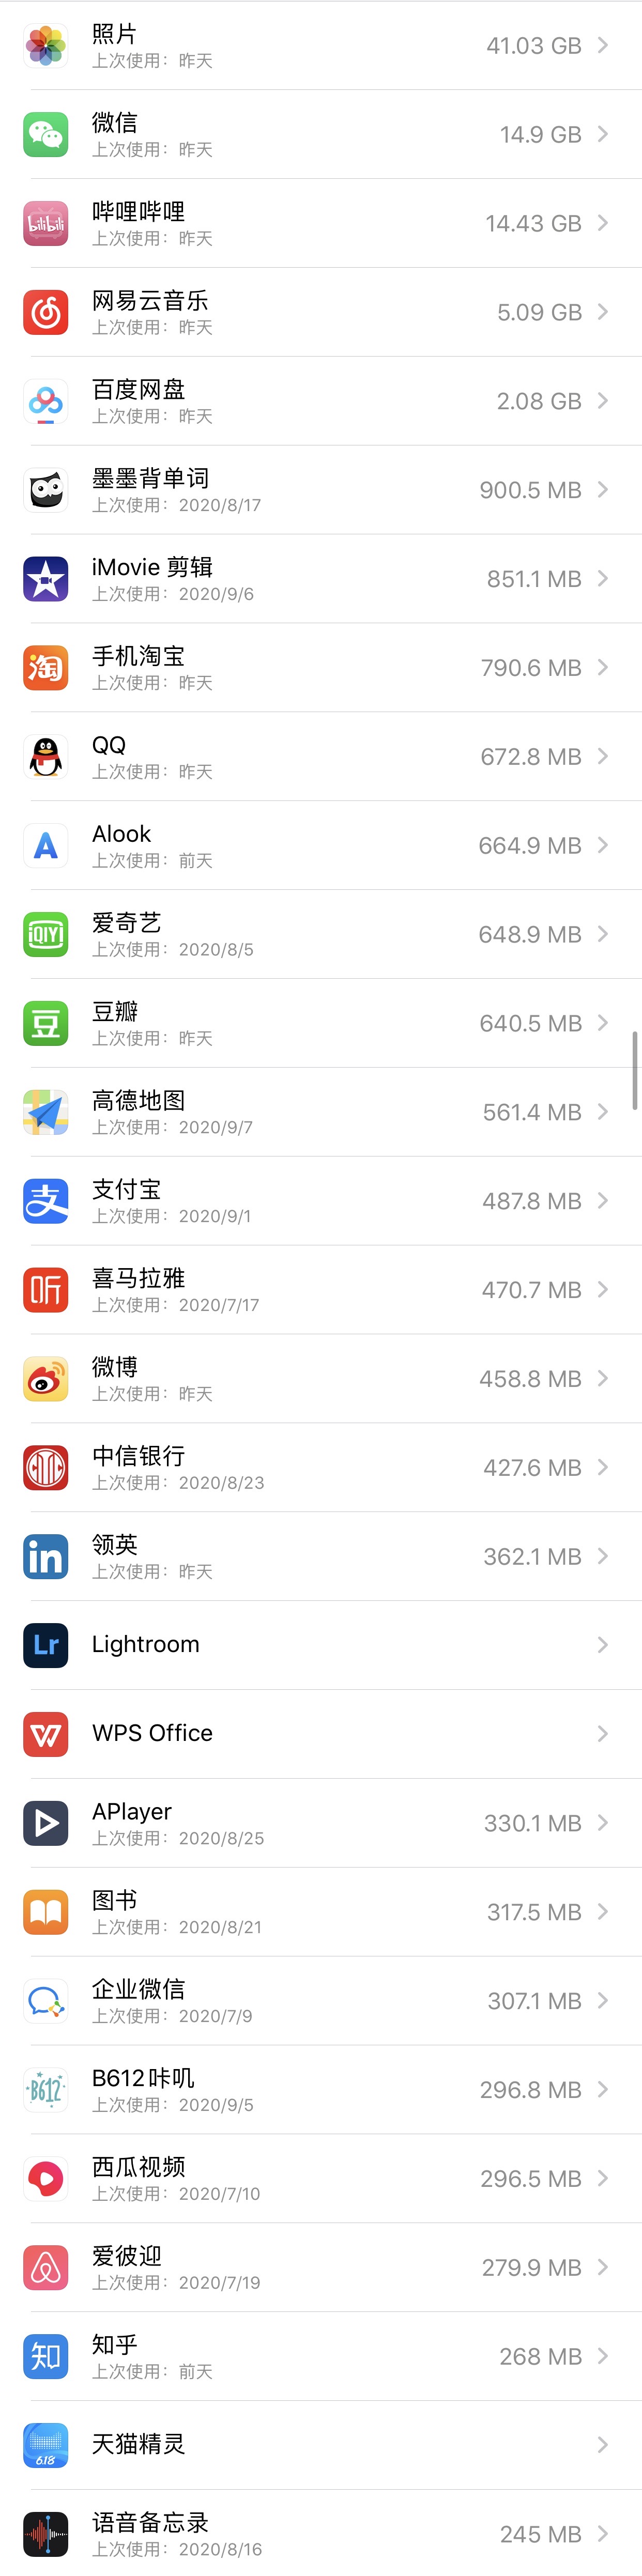 照片
上次使用：昨天
41.03 GB
微信
上次使用：昨天
14.9 GB
bilibili
哔哩哔哩
上次使用：昨天
14.43 GB
网易云音乐
上次使用：昨天
5.09 GB
百度网盘
上次使用：昨天
2.08 GB
墨墨背单词
上次使用：2020/8/17
900.5 MB
iMovie 剪辑
上次使用：2020/9/6
851.1 MB
淘
手机淘宝
上次使用：昨天
790.6 MB
QQ
上次使用：昨天
672.8 MB
A
Alook
上次使用：前天
664.9 MB
iQIYI
爱奇艺
上次使用：2020/8/5
648.9 MB
豆
豆瓣
上次使用：昨天
640.5 MB
高德地图
上次使用：2020/9/7
561.4 MB
支
支付宝
上次使用：2020/9/1
487.8 MB
听
喜马拉雅
上次使用：2020/7/17
470.7 MB
微博
上次使用：昨天
458.8 MB
中信银行
上次使用：2020/8/23
427.6 MB
in
领英
上次使用：昨天
362.1 MB
Lr
Lightroom
W
WPS Office
APlayer
上次使用：2020/8/25
330.1 MB
图书
上次使用：2020/8/21
317.5 MB
企业微信
上次使用：2020/7/9
307.1 MB
B612
B612咔叽
上次使用：2020/9/5
296.8 MB
西瓜视频
上次使用：2020/7/10
296.5 MB
爱彼迎
上次使用：2020/7/19
279.9 MB
知
知乎
上次使用：前天
268 MB
618
天猫精灵
语音备忘录
上次使用：2020/8/16
245 MB